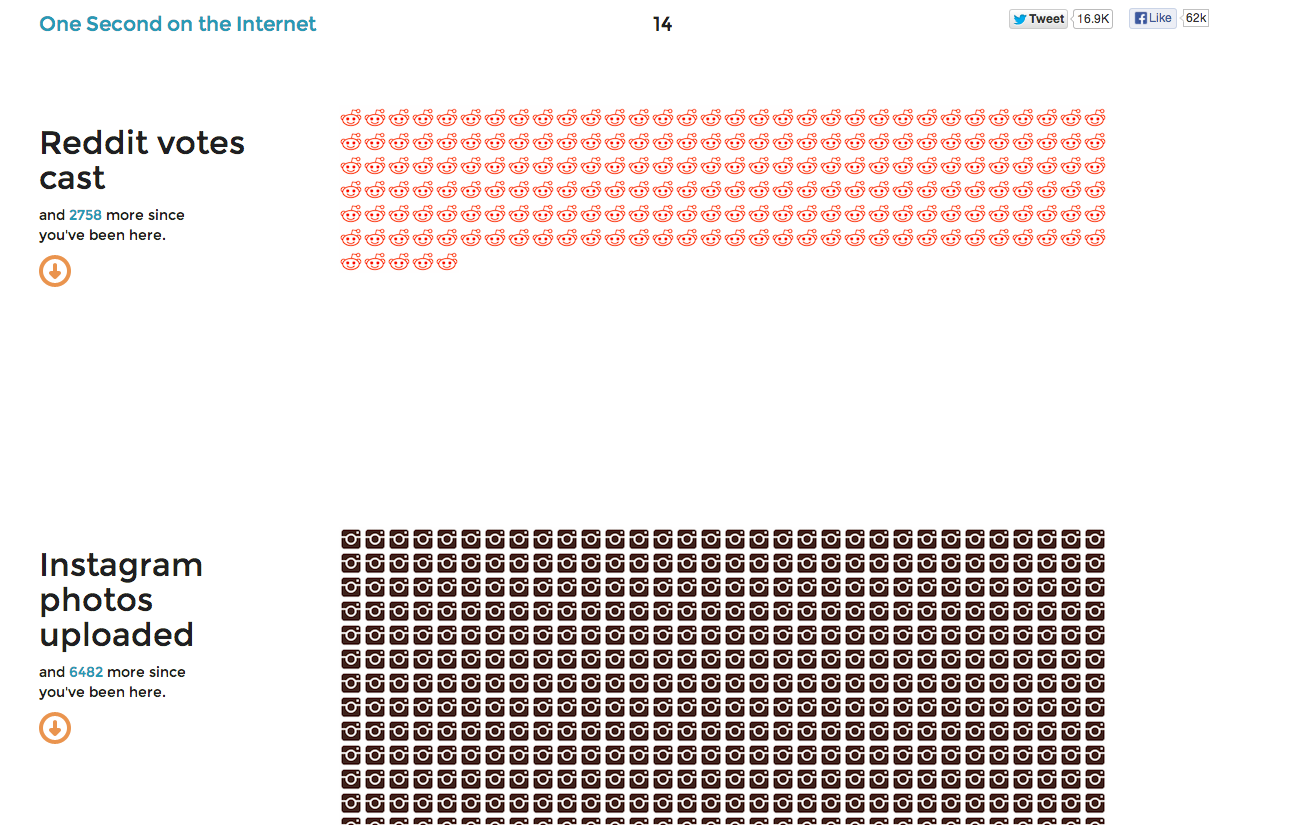 One Second on the Internet
14
Tweet 16.9K
Like 62k
Reddit votes
cast
and 2758 more since
you've been here.
Instagram
photos
uploaded
and 6482 more since
you've been here.